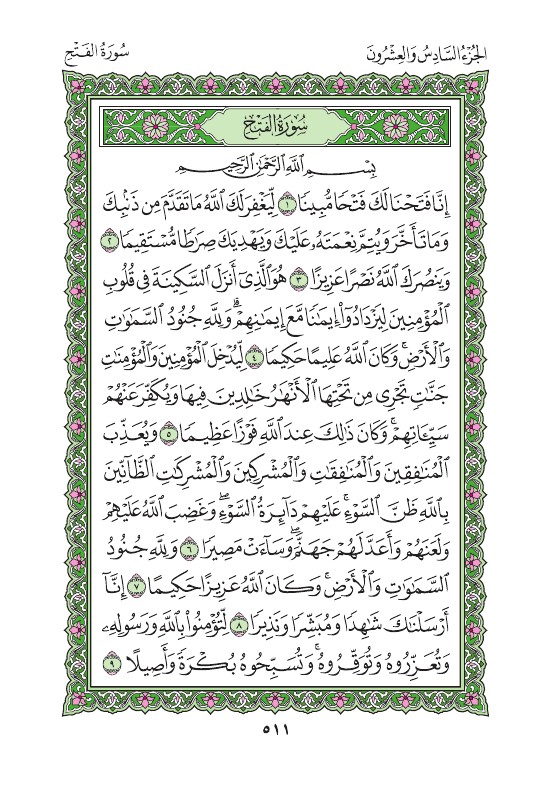 سُورَةُ الفَتْحِ
الجُزْءُ السَّادِسُ وَالعِشْرُونَ
سُورَةُ الفَتْحِ
بِسْمِ ٱللَّهِ ٱلرَّحْمَٰنِ ٱلرَّحِيمِ
إِنَّا فَتَحْنَا لَكَ فَتْحًا مُّبِينًا ١ لِّيَغْفِرَ لَكَ ٱللَّهُ مَا تَقَدَّمَ مِن ذَنۢبِكَ
وَمَا تَأَخَّرَ وَيُتِمَّ نِعْمَتَهُۥ عَلَيْكَ وَيَهْدِيَكَ صِرَٰطًا مُّسْتَقِيمًا ٢
وَيَنصُرَكَ ٱللَّهُ نَصْرًا عَزِيزًا ٣ هُوَ ٱلَّذِىٓ أَنزَلَ ٱلسَّكِينَةَ فِى قُلُوبِ
ٱلْمُؤْمِنِينَ لِيَزْدَادُوٓا۟ إِيمَٰنًا مَّعَ إِيمَٰنِهِمْ ۗ وَلِلَّهِ جُنُودُ ٱلسَّمَٰوَٰتِ
وَٱلْأَرْضِ ۚ وَكَانَ ٱللَّهُ عَلِيمًا حَكِيمًا ٤ لِّيُدْخِلَ ٱلْمُؤْمِنِينَ وَٱلْمُؤْمِنَٰتِ
جَنَّٰتٍ تَجْرِى مِن تَحْتِهَا ٱلْأَنْهَٰرُ خَٰلِدِينَ فِيهَا وَيُكَفِّرَ عَنْهُمْ
سَيِّـَٔاتِهِمْ ۚ وَكَانَ ذَٰلِكَ عِندَ ٱللَّهِ فَوْزًا عَظِيمًا ٥ وَيُعَذِّبَ
ٱلْمُنَٰفِقِينَ وَٱلْمُنَٰفِقَٰتِ وَٱلْمُشْرِكِينَ وَٱلْمُشْرِكَٰتِ ٱلظَّآنِّينَ
بِٱللَّهِ ظَنَّ ٱلسَّوْءِ ۚ عَلَيْهِمْ دَآئِرَةُ ٱلسَّوْءِ ۖ وَغَضِبَ ٱللَّهُ عَلَيْهِمْ
وَلَعَنَهُمْ وَأَعَدَّ لَهُمْ جَهَنَّمَ ۖ وَسَآءَتْ مَصِيرًا ٦ وَلِلَّهِ جُنُودُ
ٱلسَّمَٰوَٰتِ وَٱلْأَرْضِ ۚ وَكَانَ ٱللَّهُ عَزِيزًا حَكِيمًا ٧ إِنَّآ
أَرْسَلْنَٰكَ شَٰهِدًا وَمُبَشِّرًا وَنَذِيرًا ٨ لِّتُؤْمِنُوا۟ بِٱللَّهِ وَرَسُولِهِۦ
وَتُعَزِّرُوهُ وَتُوَقِّرُوهُ ۚ وَتُسَبِّحُوهُ بُكْرَةً وَأَصِيلًا ٩
٥١١